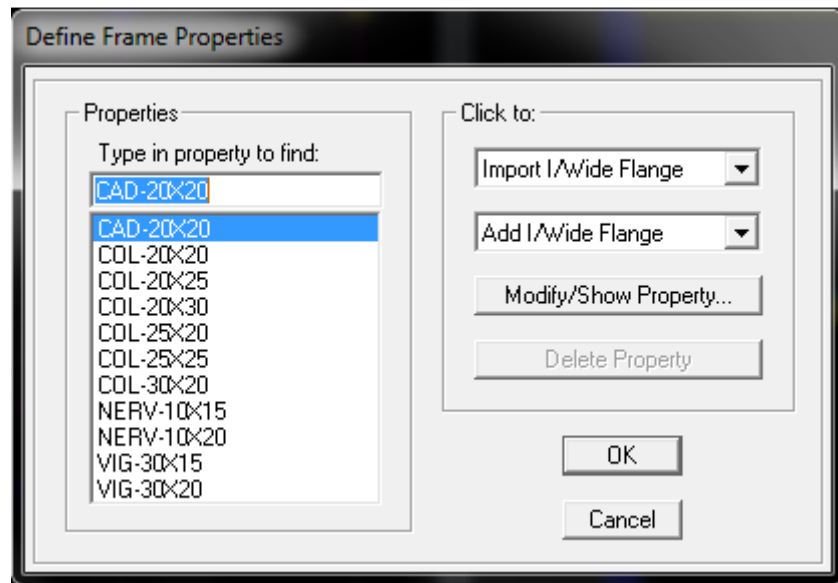 Define Frame Properties
Properties
Type in property to find:
CAD-20X20
CAD-20X20
COL-20X20
COL-20X25
COL-20X30
COL-25X20
COL-25X25
COL-30X20
NERV-10X15
NERV-10X20
VIG-30X15
VIG-30X20
Click to:
Import I/Wide Flange
Add I/Wide Flange
Modify/Show Property...
Delete Property
OK
Cancel